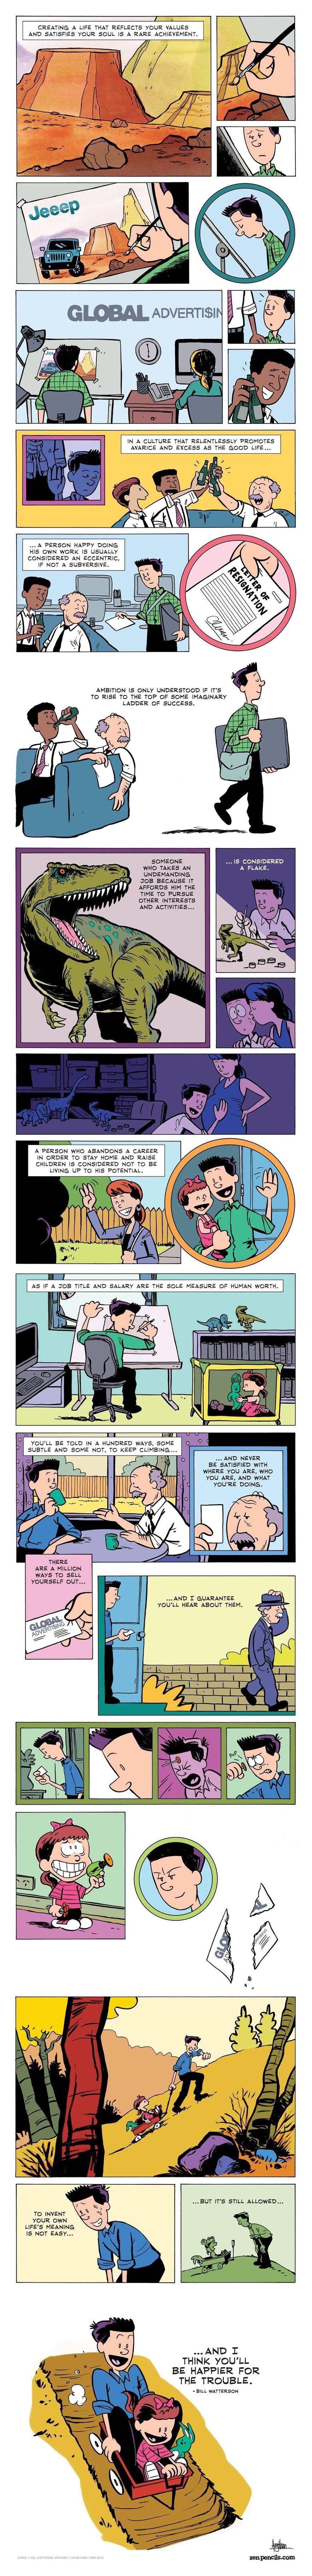 CREATING A LIFE THAT REFLECTS YOUR VALUES
AND SATISFIES YOUR SOUL IS A RARE ACHIEVEMENT.
Jeeep
GLOBAL ADVERTI$IN
IN A CULTURE THAT RELENTLESSLY PROMOTES
AVARICE AND EXCESS AS THE GOOD LIFE...
...A PERSON HAPPY DOING
HIS OWN WORK IS USUALLY
CONSIDERED AN ECCENTRIC,
IF NOT A SUBVERSIVE.
LETTER OF
RESIGNATION
AMBITION IS ONLY UNDERSTOOD IF IT'S
TO RISE TO THE TOP OF SOME IMAGINARY
LADDER OF SUCCESS.
SOMEONE
WHO TAKES AN
UNDEMANDING
JOB BECAUSE IT
AFFORDS HIM THE
TIME TO PURSUE
OTHER INTERESTS
AND ACTIVITIES...
...IS CONSIDERED
A FLAKE.
A PERSON WHO ABANDONS A CAREER
IN ORDER TO STAY HOME AND RAISE
CHILDREN IS CONSIDERED NOT TO BE
LIVING UP TO HIS POTENTIAL.
AS IF A JOB TITLE AND SALARY ARE THE SOLE MEASURE OF HUMAN WORTH.
YOU'LL BE TOLD IN A HUNDRED WAYS, SOME
SUBTLE AND SOME NOT, TO KEEP CLIMBING...
...AND NEVER
BE SATISFIED WITH
WHERE YOU ARE, WHO
YOU ARE, AND WHAT
YOU'RE DOING.
THERE
ARE A MILLION
WAYS TO SELL
YOURSELF OUT...
GLOBAL
ADVERTI$ING
...AND I GUARANTEE
YOU'LL HEAR ABOUT THEM.
GLO
TO INVENT
YOUR OWN
LIFE'S MEANING
IS NOT EASY...
...BUT IT'S STILL ALLOWED...
...AND I
THINK YOU'LL
BE HAPPIER FOR
THE TROUBLE.
- BILL WATTERSON
zenpencils.com